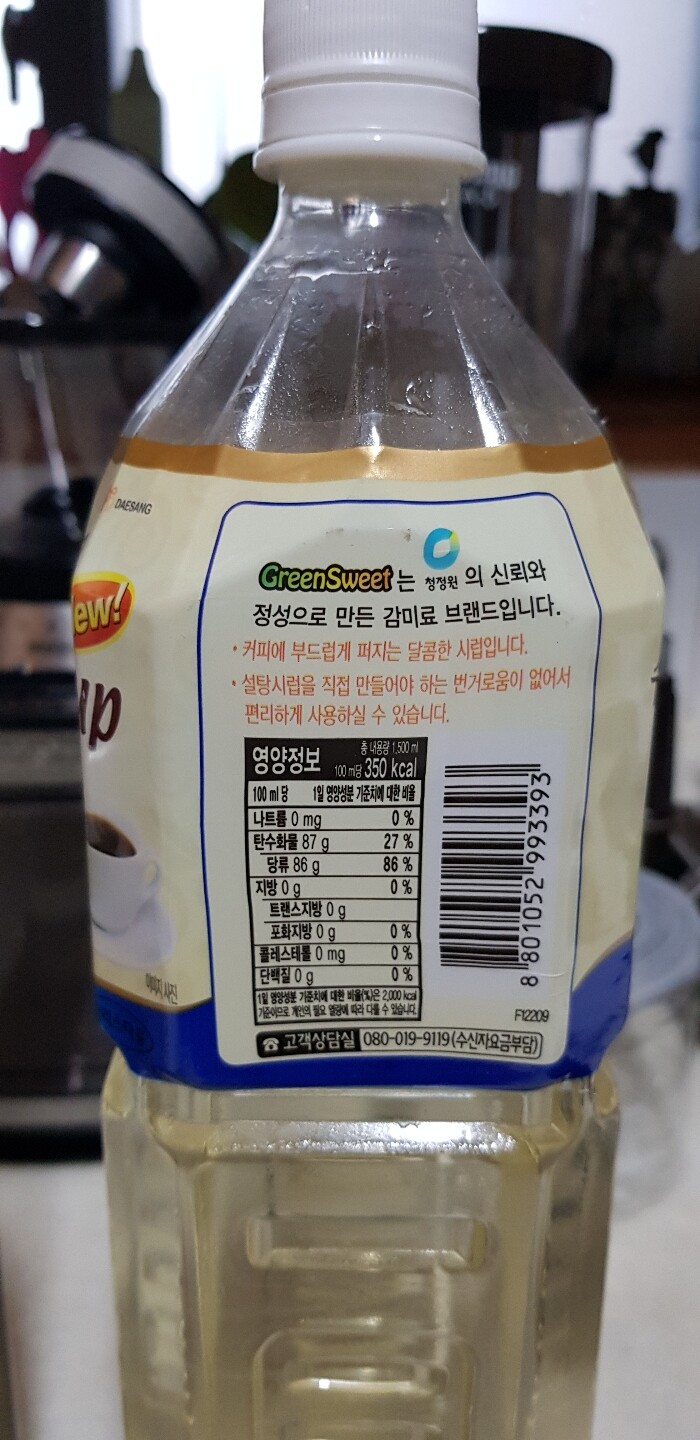 DAESANG
ew!
ap
이미지 사진
GreenSweet 는 청정원 의 신뢰와
정성으로 만든 감미료 브랜드입니다.
• 커피에 부드럽게 퍼지는 달콤한 시럽입니다.
• 설탕시럽을 직접 만들어야 하는 번거로움이 없어서
편리하게 사용하실 수 있습니다.
영양정보
총 내용량 1,500 ml
100 ml당 350 kcal
100 ml 당 1일 영양성분 기준치에 대한 비율
나트륨 0 mg 0 %
탄수화물 87 g 27 %
당류 86 g 86 %
지방 0 g 0 %
트랜스지방 0 g
포화지방 0 g 0 %
콜레스테롤 0 mg 0 %
단백질 0 g 0 %
1일 영양성분 기준치에 대한 비율(%)은 2,000 kcal
기준이므로 개인의 필요 열량에 따라 다를 수 있습니다.
8 801052 993393
F12209
☎ 고객상담실 080-019-9119(수신자요금부담)